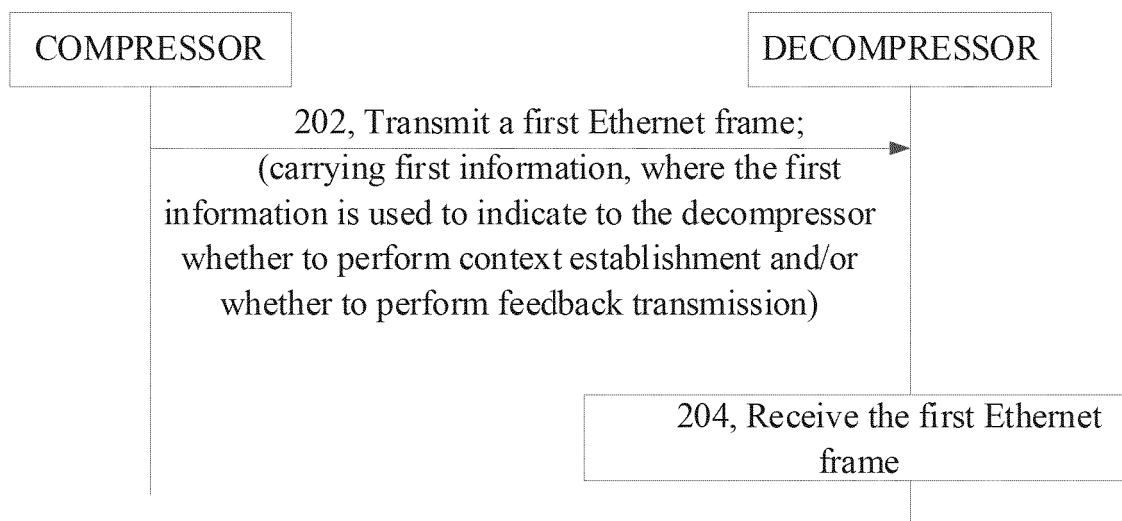 COMPRESSOR
DECOMPRESSOR
202, Transmit a first Ethernet frame;
(carrying first information, where the first
information is used to indicate to the decompressor
whether to perform context establishment and/or
whether to perform feedback transmission)
204, Receive the first Ethernet
frame